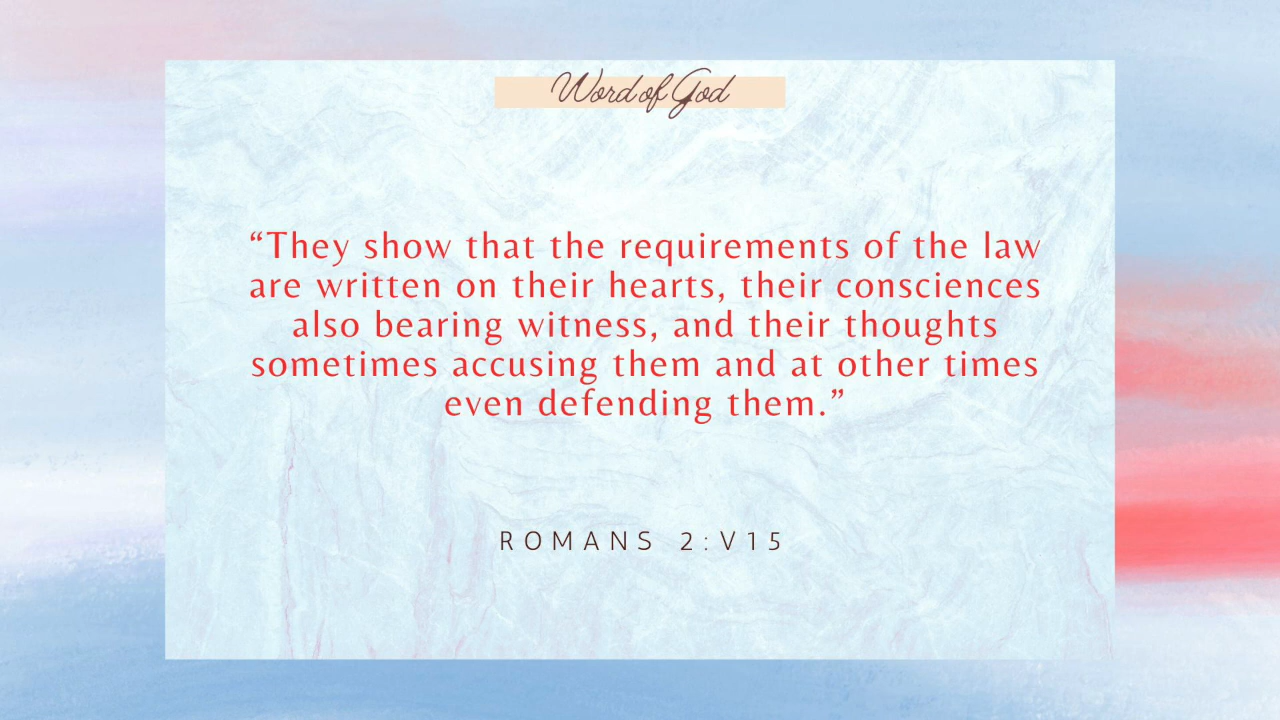 Word of God
“They show that the requirements of the law
are written on their hearts, their consciences
also bearing witness, and their thoughts
sometimes accusing them and at other times
even defending them.”
ROMANS 2:V15